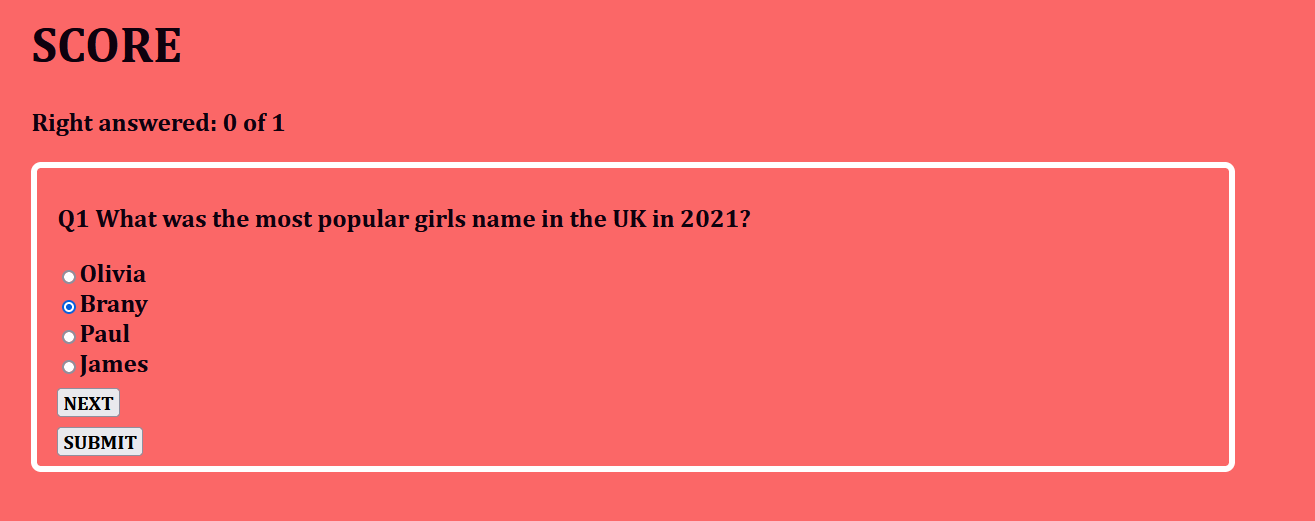 SCORE
Right answered: 0 of 1
Q1 What was the most popular girls name in the UK in 2021?
Olivia
Brany
Paul
James
NEXT
SUBMIT